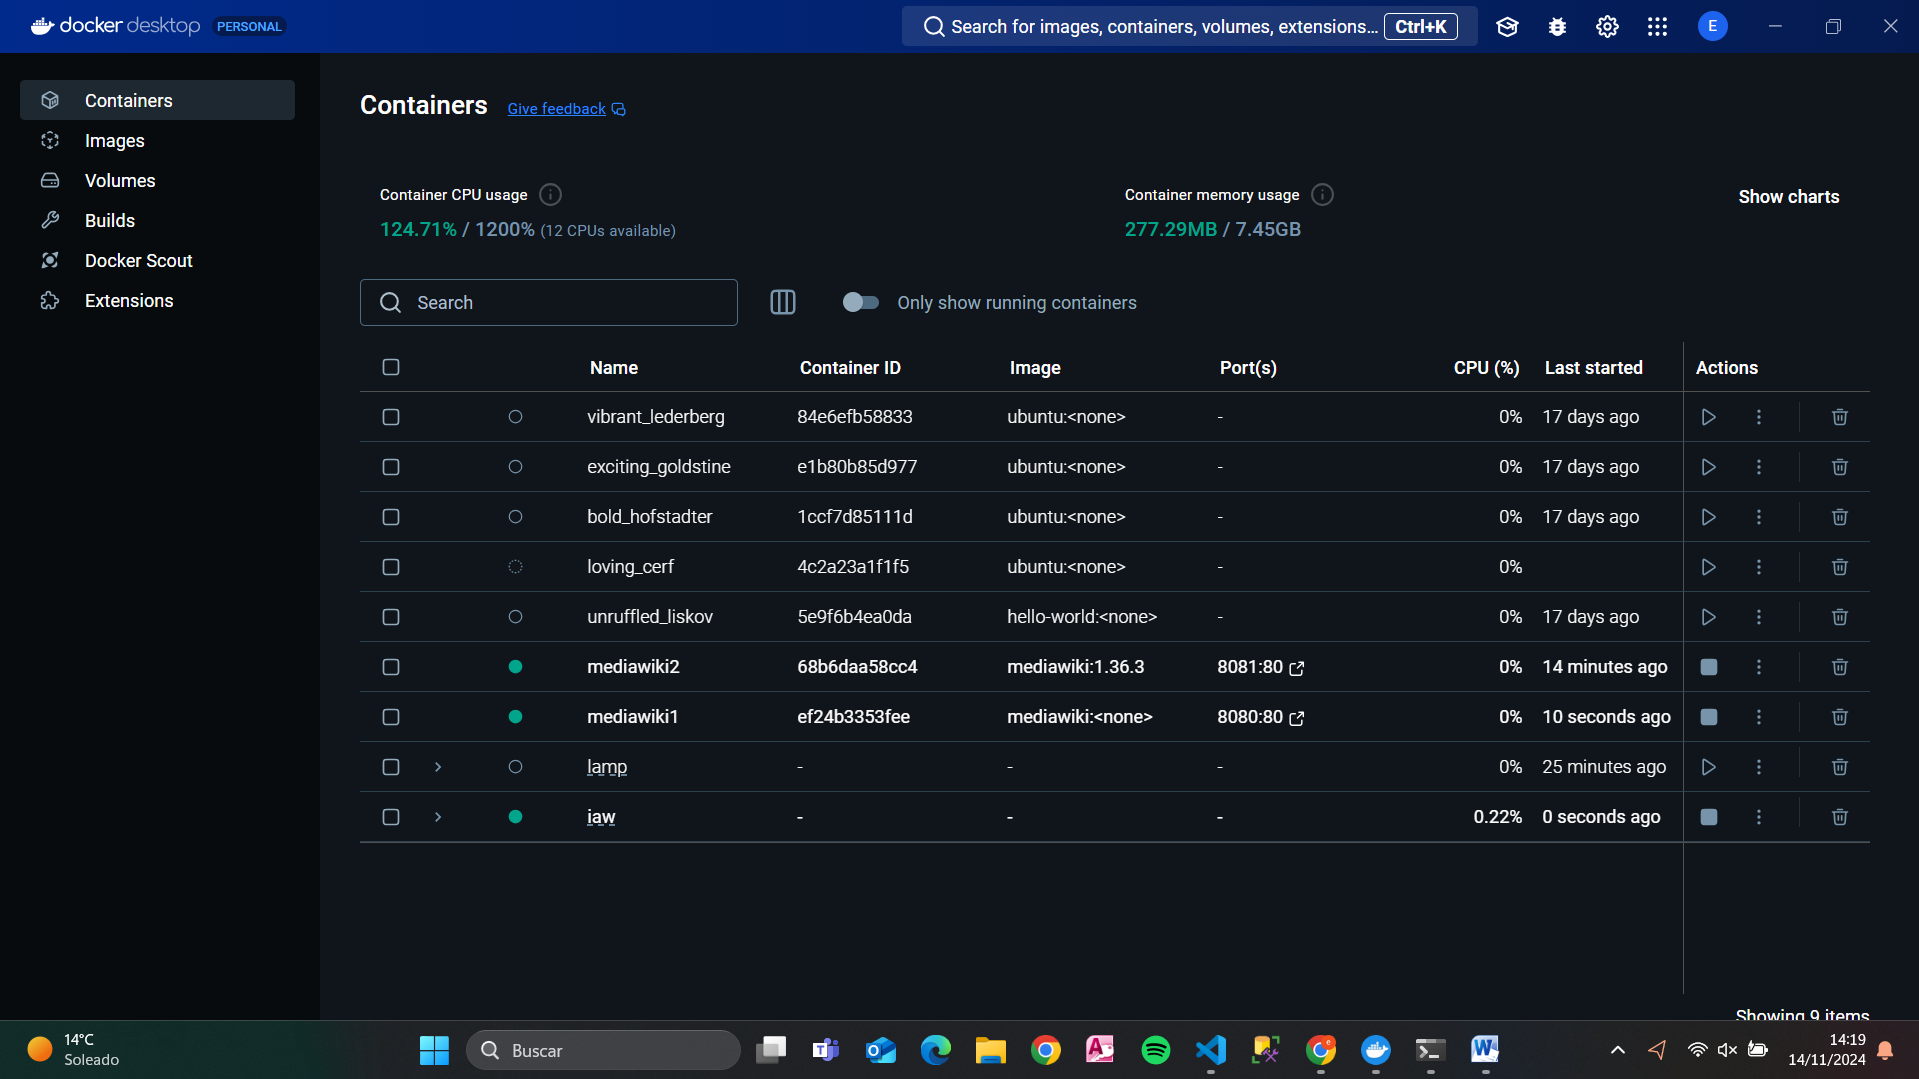 docker desktop PERSONAL
Search for images, containers, volumes, extensions... Ctrl+K
E
Containers
Images
Volumes
Builds
Docker Scout
Extensions
Containers Give feedback
Container CPU usage
124.71% / 1200% (12 CPUs available)
Container memory usage
277.29MB / 7.45GB
Show charts
Search
Only show running containers
Name Container ID Image Port(s) CPU (%) Last started Actions
vibrant_lederberg 84e6efb58833 ubuntu:<none> - 0% 17 days ago
exciting_goldstine e1b80b85d977 ubuntu:<none> - 0% 17 days ago
bold_hofstadter 1ccf7d85111d ubuntu:<none> - 0% 17 days ago
loving_cerf 4c2a23a1f1f5 ubuntu:<none> - 0%
unruffled_liskov 5e9f6b4ea0da hello-world:<none> - 0% 17 days ago
mediawiki2 68b6daa58cc4 mediawiki:1.36.3 8081:80 0% 14 minutes ago
mediawiki1 ef24b3353fee mediawiki:<none> 8080:80 0% 10 seconds ago
lamp - - - 0% 25 minutes ago
iaw - - - 0.22% 0 seconds ago
Showing 9 items
14°C
Soleado
Buscar
14:19
14/11/2024